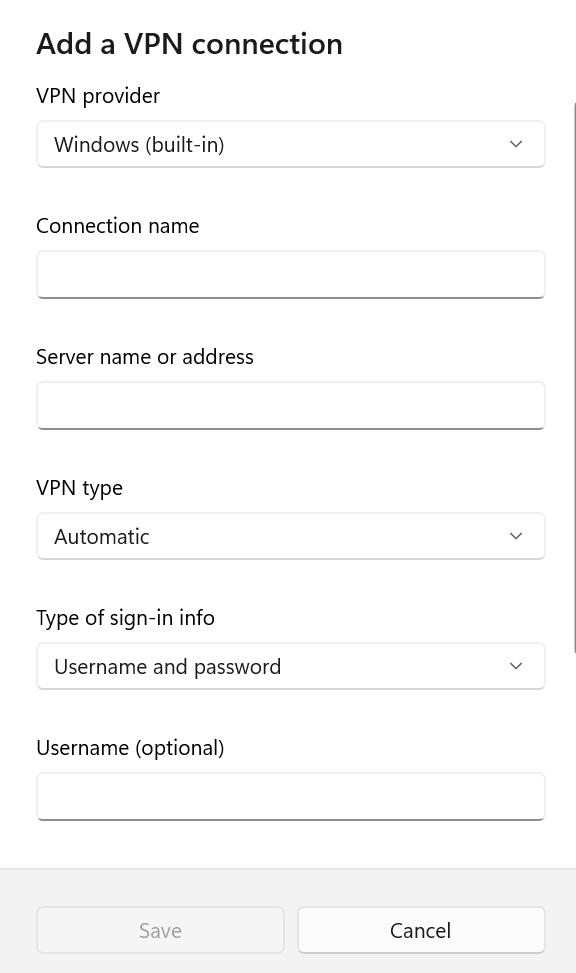 Add a VPN connection
VPN provider
Windows (built-in)
Connection name
Server name or address
VPN type
Automatic
Type of sign-in info
Username and password
Username (optional)
Save
Cancel